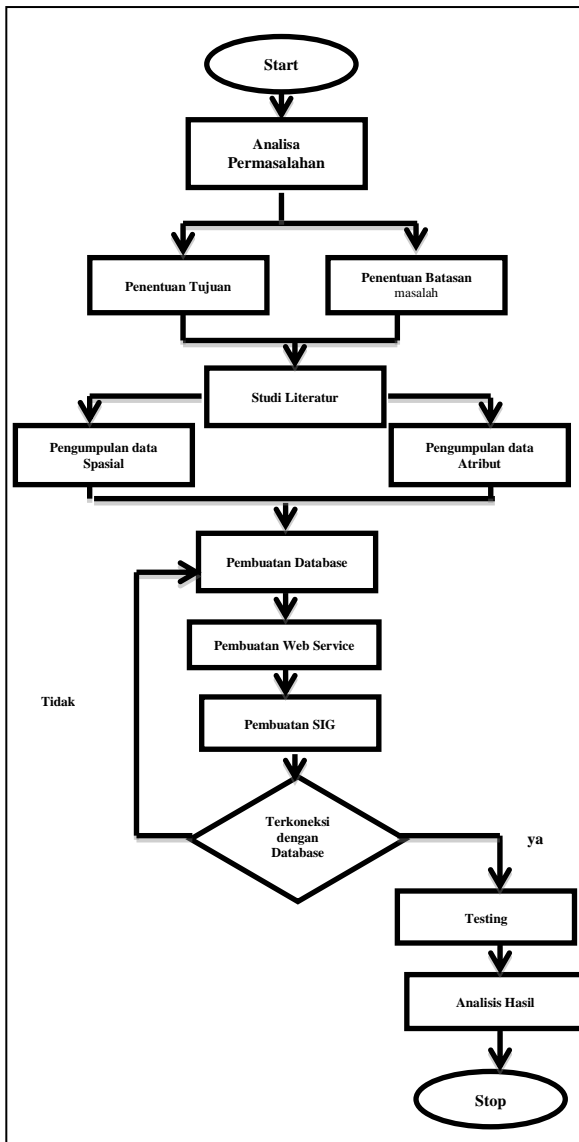 Start
Analisa
Permasalahan
Penentuan Tujuan
Penentuan Batasan
masalah
Studi Literatur
Pengumpulan data
Spasial
Pengumpulan data
Atribut
Pembuatan Database
Pembuatan Web Service
Tidak
Pembuatan SIG
Terkoneksi
dengan
Database
ya
Testing
Analisis Hasil
Stop